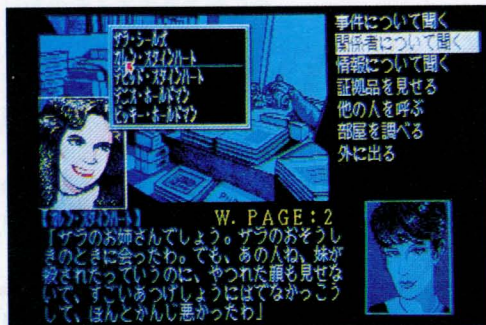 サラ・シールズ
カレン・スタインハート
デビッド・スタインハート
デニス・ホールドマン
ビッキー・ホールドマン
事件について聞く
関係者について聞く
情報について聞く
証拠品を見せる
他の人を呼ぶ
部屋を調べる
外に出る
【カレン・スタインハート】
W. PAGE:2
「サラのお姉さんでしょう。サラのおそうし
きのときに会ったわ。でも、あの人ね、妹が
殺されたっていうのに、やつれた顔も見せな
いで、すごいあつげしょうにはでなかっこう
して、ほんとかんじ悪かったわ」